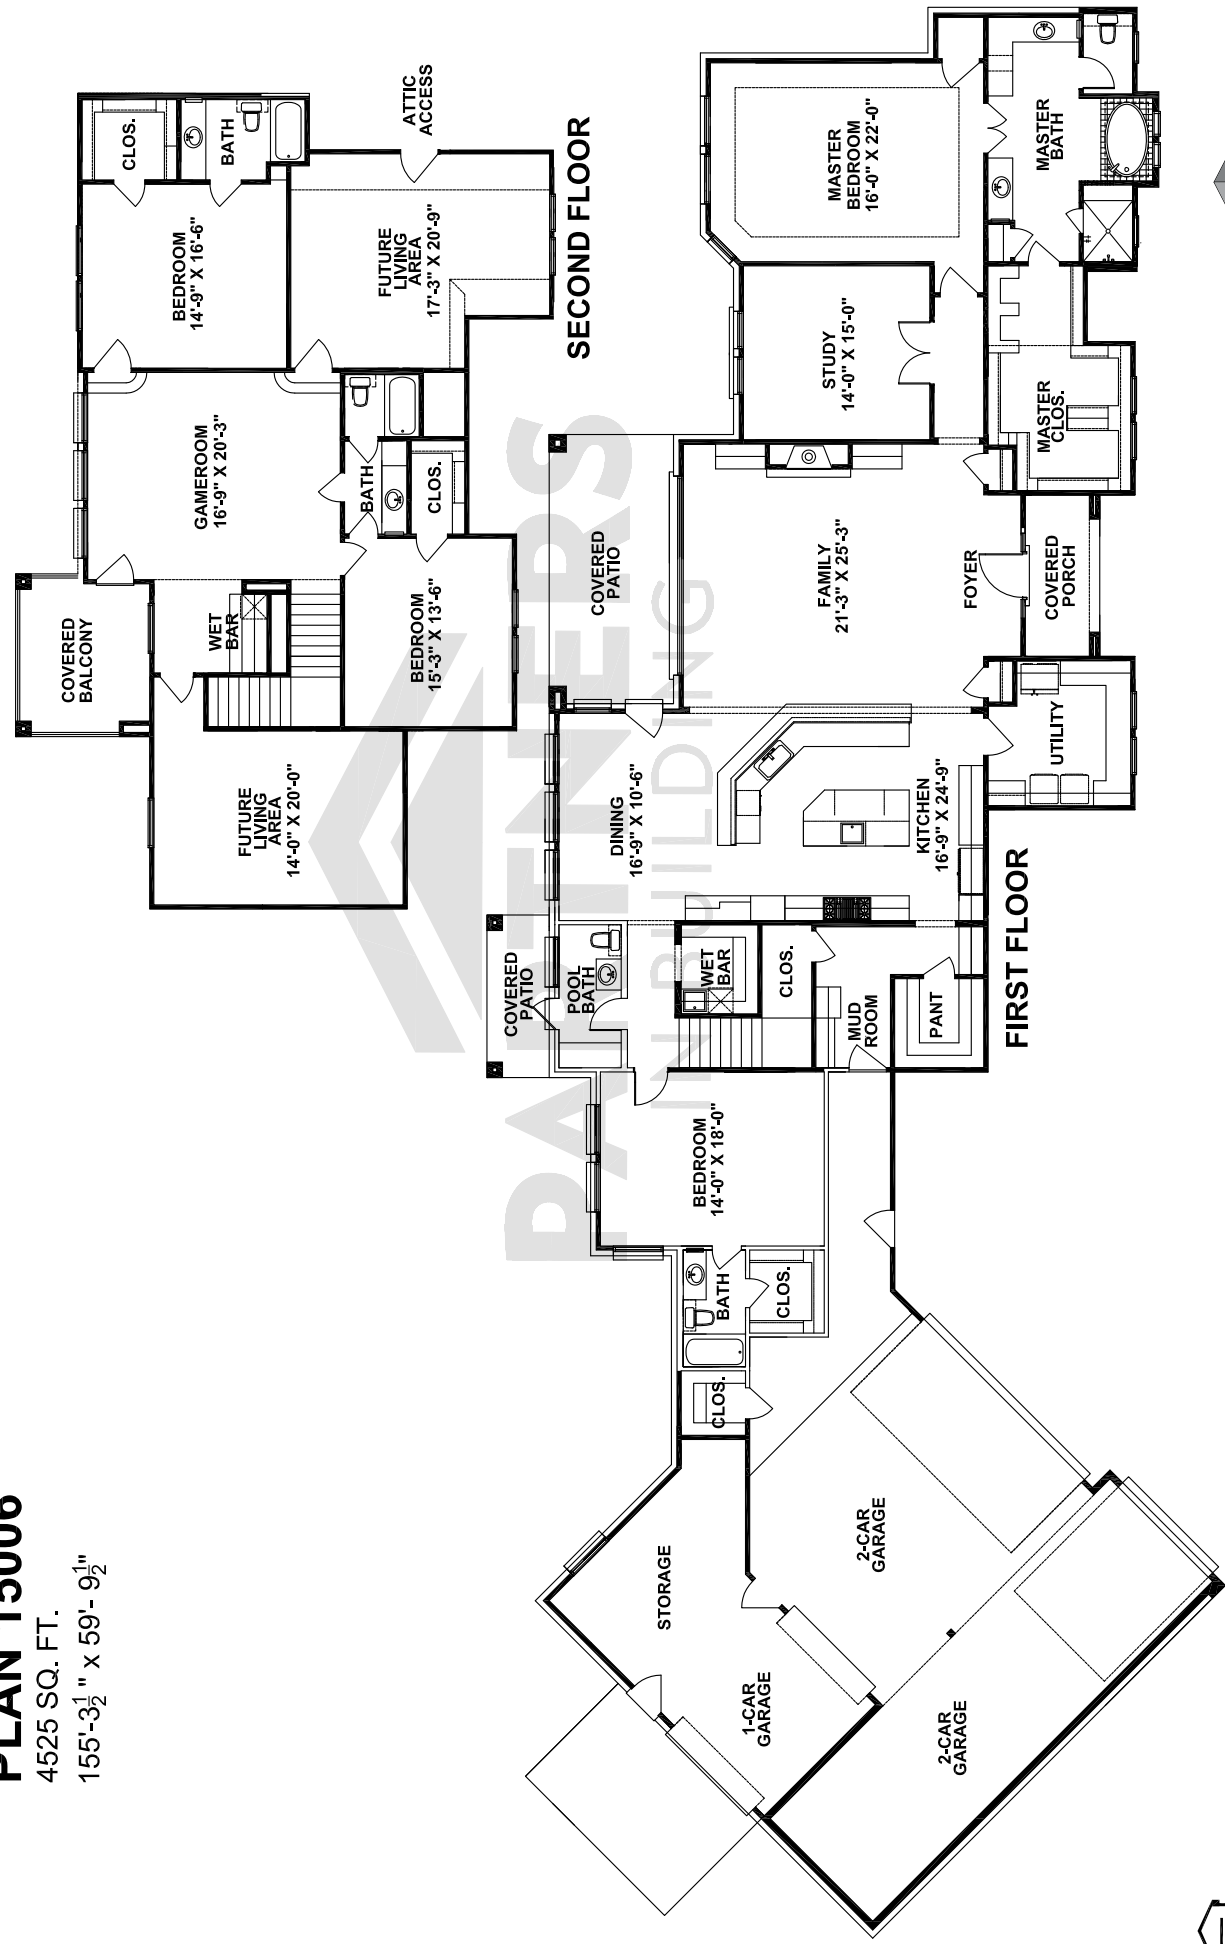 PLAN 15006
4525 SQ. FT.
155'-3 1/2" x 59'- 9 1/2"
FUTURE
LIVING
AREA
14'-0" X 20'-0"
COVERED
BALCONY
WET
BAR
GAMEROOM
16'-9" X 20'-3"
BEDROOM
15'-3" X 13'-6"
BATH
CLOS.
BEDROOM
14'-9" X 16'-6"
CLOS.
BATH
FUTURE
LIVING
AREA
17'-3" X 20'-9"
ATTIC
ACCESS
SECOND FLOOR
PARTNERS
IN BUILDING
STORAGE
1-CAR
GARAGE
2-CAR
GARAGE
2-CAR
GARAGE
CLOS.
BATH
CLOS.
BEDROOM
14'-0" X 18'-0"
COVERED
PATIO
POOL
BATH
WET
BAR
CLOS.
MUD
ROOM
PANT
DINING
16'-9" X 10'-6"
KITCHEN
16'-9" X 24'-9"
UTILITY
COVERED
PATIO
FAMILY
21'-3" X 25'-3"
FOYER
COVERED
PORCH
STUDY
14'-0" X 15'-0"
MASTER
CLOS.
MASTER
BEDROOM
16'-0" X 22'-0"
MASTER
BATH
FIRST FLOOR